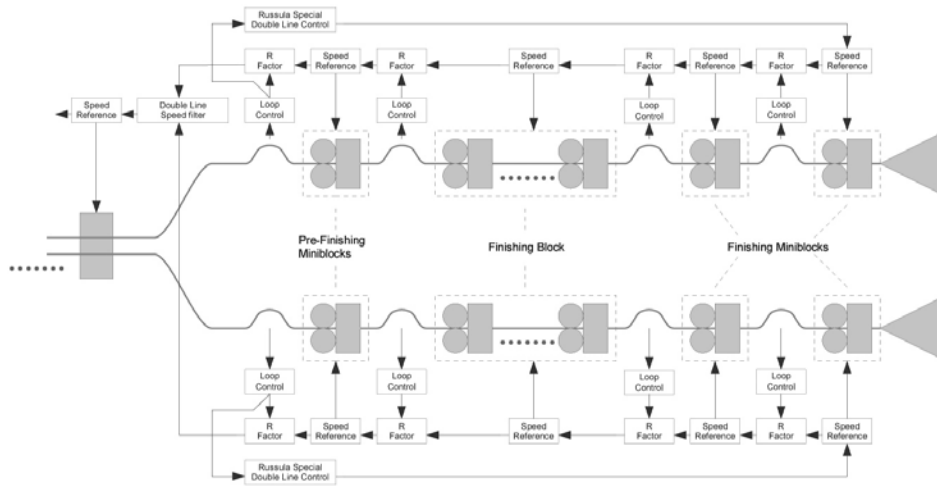 Russula Special
Double Line Control
R
Factor
Speed
Reference
R
Factor
Speed
Reference
R
Factor
Speed
Reference
R
Factor
Speed
Reference
Speed
Reference
Double Line
Speed filter
Loop
Control
Loop
Control
Loop
Control
Loop
Control
Pre-Finishing
Miniblocks
Finishing Block
Finishing Miniblocks
Loop
Control
Loop
Control
Loop
Control
Loop
Control
R
Factor
Speed
Reference
R
Factor
Speed
Reference
R
Factor
Speed
Reference
R
Factor
Speed
Reference
Russula Special
Double Line Control